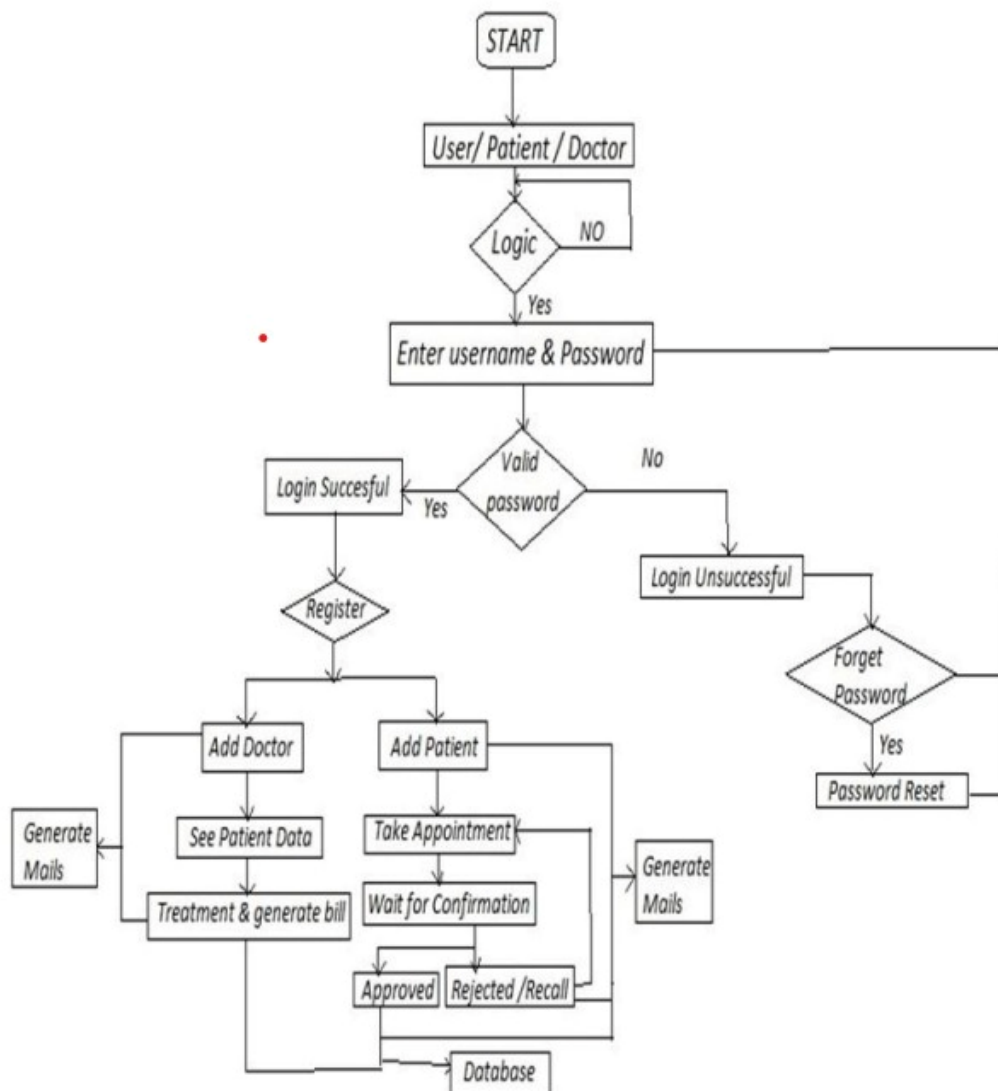 START
User/ Patient / Doctor
Logic
NO
Yes
Enter username & Password
Valid
password
No
Yes
Login Succesful
Login Unsuccessful
Register
Forget
Password
Yes
Password Reset
Add Doctor
Add Patient
Generate
Mails
See Patient Data
Take Appointment
Generate
Mails
Treatment & generate bill
Wait for Confirmation
Approved
Rejected /Recall
Database